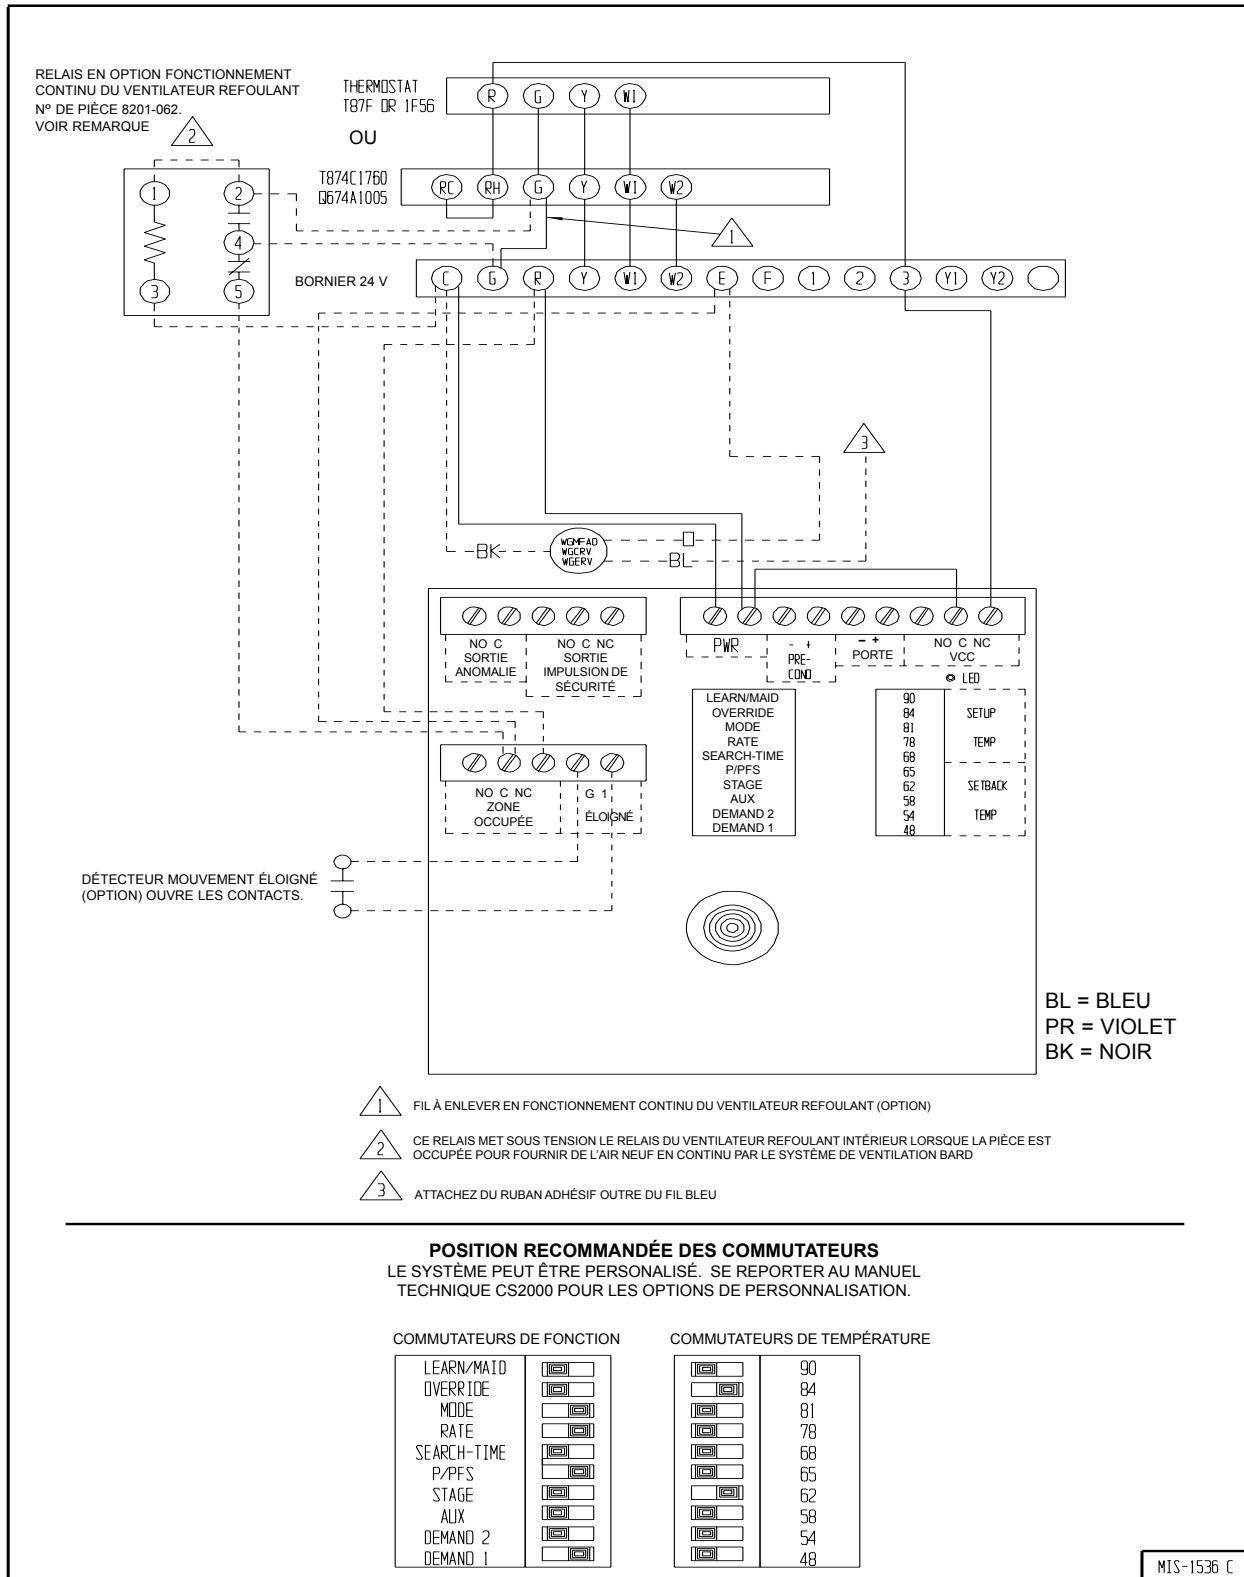 RELAIS EN OPTION FONCTIONNEMENT
CONTINU DU VENTILATEUR REFOULANT
Nº DE PIÈCE 8201-062.
VOIR REMARQUE
2
THERMOSTAT
T87F OR 1F56
R G Y W1
OU
T874C1760
Q674A1005
RC RH G Y W1 W2
1
1 2
4
3 5
BORNIER 24 V
C G R Y W1 W2 E F 1 2 3 Y1 Y2
3
BK
WGMFAD
WGCRV
WGERV
BL
NO C
SORTIE
ANOMALIE
NO C NC
SORTIE
IMPULSION DE
SÉCURITÉ
PWR
- +
PRE-
COND
- +
PORTE
NO C NC
VCC
LED
LEARN/MAID
OVERRIDE
MODE
RATE
SEARCH-TIME
P/PFS
STAGE
AUX
DEMAND 2
DEMAND 1
90
84
81
78
68
65
62
58
54
48
SETUP
TEMP
SETBACK
TEMP
NO C NC
ZONE
OCCUPÉE
G 1
ÉLOIGNÉ
DÉTECTEUR MOUVEMENT ÉLOIGNÉ
(OPTION) OUVRE LES CONTACTS.
BL = BLEU
PR = VIOLET
BK = NOIR
1 FIL À ENLEVER EN FONCTIONNEMENT CONTINU DU VENTILATEUR REFOULANT (OPTION)
2 CE RELAIS MET SOUS TENSION LE RELAIS DU VENTILATEUR REFOULANT INTÉRIEUR LORSQUE LA PIÈCE EST
OCCUPÉE POUR FOURNIR DE L'AIR NEUF EN CONTINU PAR LE SYSTÈME DE VENTILATION BARD
3 ATTACHEZ DU RUBAN ADHÉSIF OUTRE DU FIL BLEU
POSITION RECOMMANDÉE DES COMMUTATEURS
LE SYSTÈME PEUT ÊTRE PERSONALISÉ. SE REPORTER AU MANUEL
TECHNIQUE CS2000 POUR LES OPTIONS DE PERSONNALISATION.
COMMUTATEURS DE FONCTION
LEARN/MAID
OVERRIDE
MODE
RATE
SEARCH-TIME
P/PFS
STAGE
AUX
DEMAND 2
DEMAND 1
COMMUTATEURS DE TEMPÉRATURE
90
84
81
78
68
65
62
58
54
48
MIS-1536 C